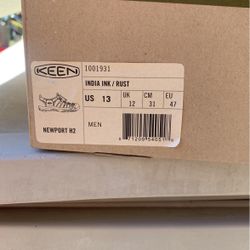 KEEN
1001931
INDIA INK / RUST
US 13
UK 12
CM 31
EU 47
NEWPORT H2
MEN